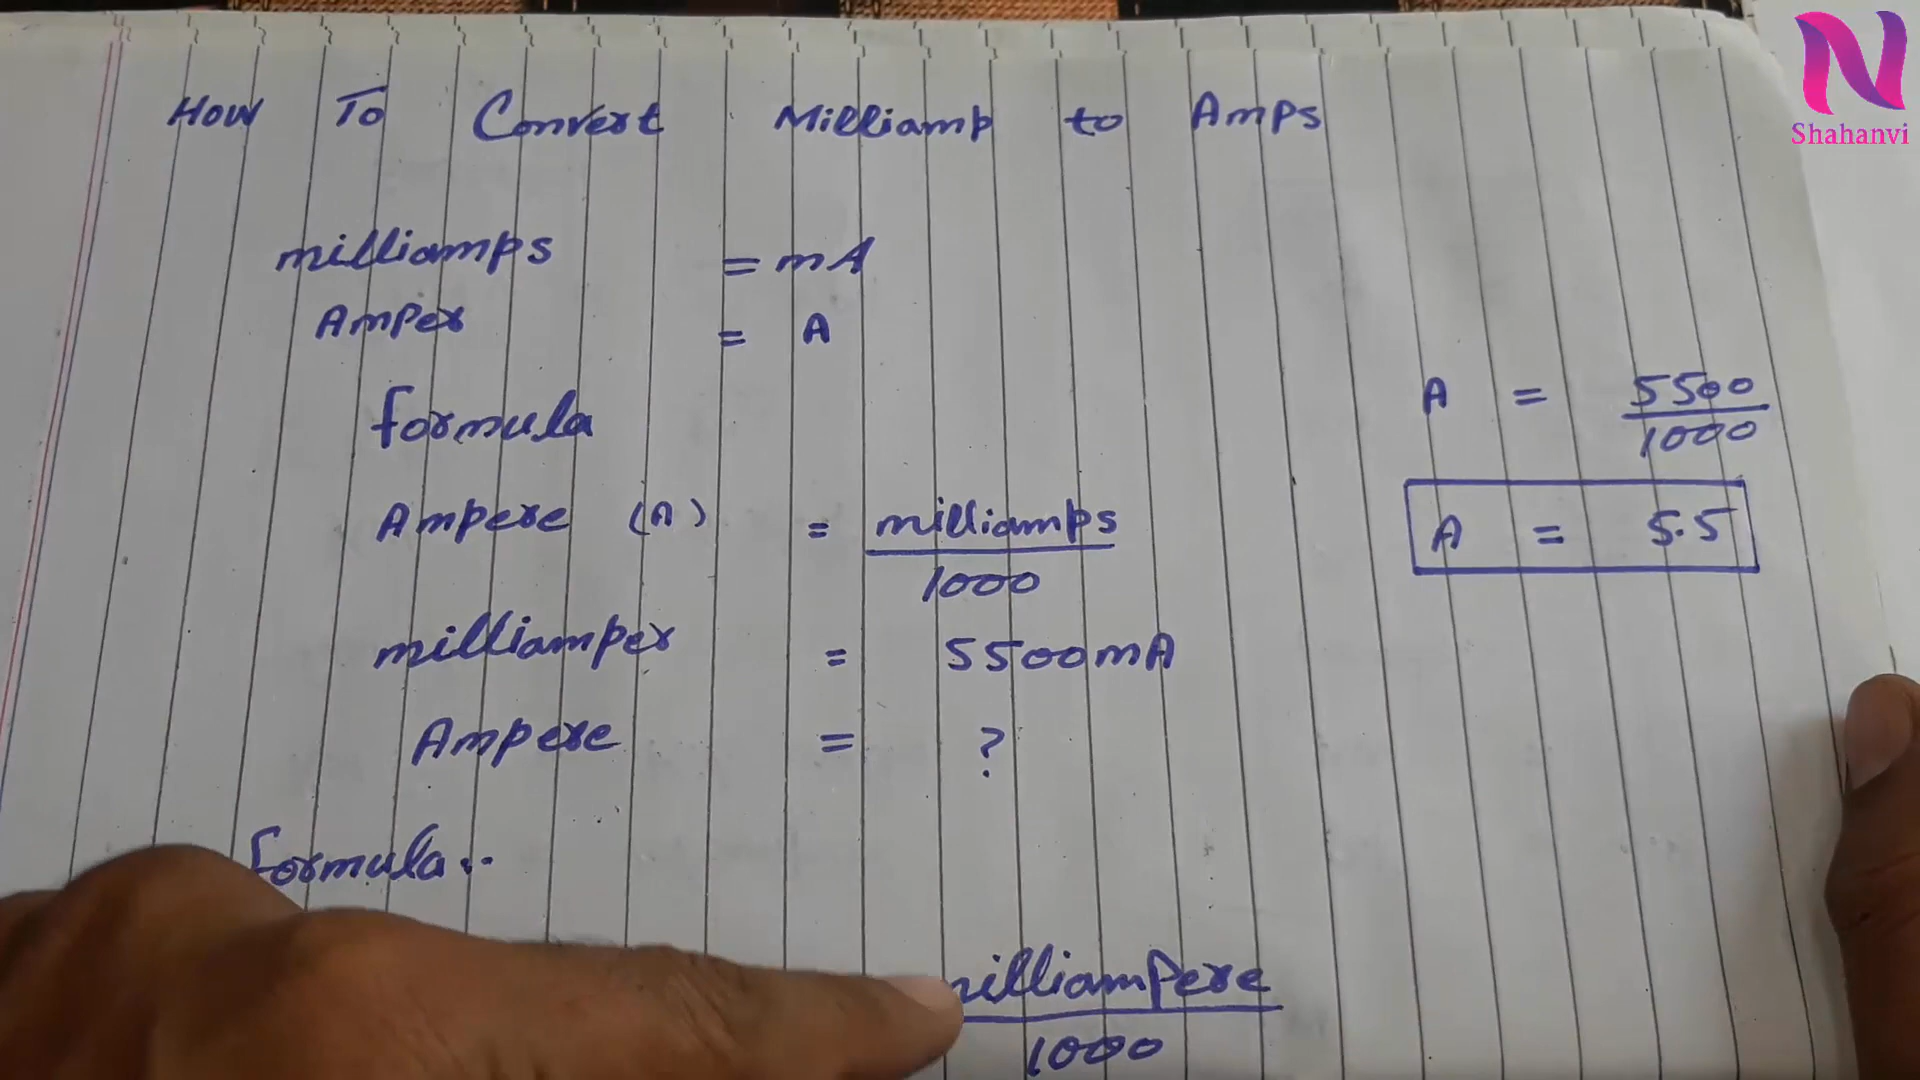 How To Convert Milliamp to Amps
milliamps = mA
Amper = A
formula
Ampere (A) = milliamps
1000
milliamper = 5500mA
Ampere = ?
Formula:-
milliampere
1000
A = 5500
1000
A = 5.5
Shahanvi